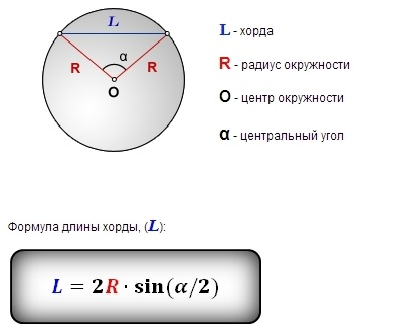 L
α
R R
O
L - хорда
R - радиус окружности
O - центр окружности
α - центральный угол
Формула длины хорды, (L):
L = 2R · sin(α/2)